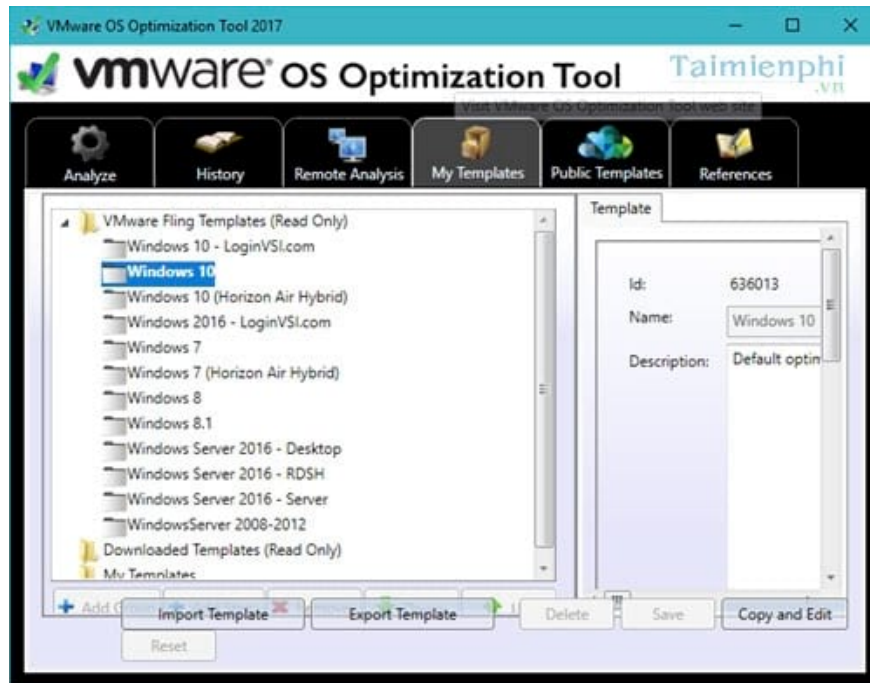 VMware OS Optimization Tool 2017
vmware OS Optimization Tool
Taimienphi
.vn
Visit VMware OS Optimization Tool web site
Analyze
History
Remote Analysis
My Templates
Public Templates
References
VMware Fling Templates (Read Only)
Windows 10 - LoginVSI.com
Windows 10
Windows 10 (Horizon Air Hybrid)
Windows 2016 - LoginVSI.com
Windows 7
Windows 7 (Horizon Air Hybrid)
Windows 8
Windows 8.1
Windows Server 2016 - Desktop
Windows Server 2016 - RDSH
Windows Server 2016 - Server
WindowsServer 2008-2012
Downloaded Templates (Read Only)
My Templates
Template
Id: 636013
Name: Windows 10
Description: Default optim
Add
Import Template
Export Template
Delete
Save
Copy and Edit
Reset